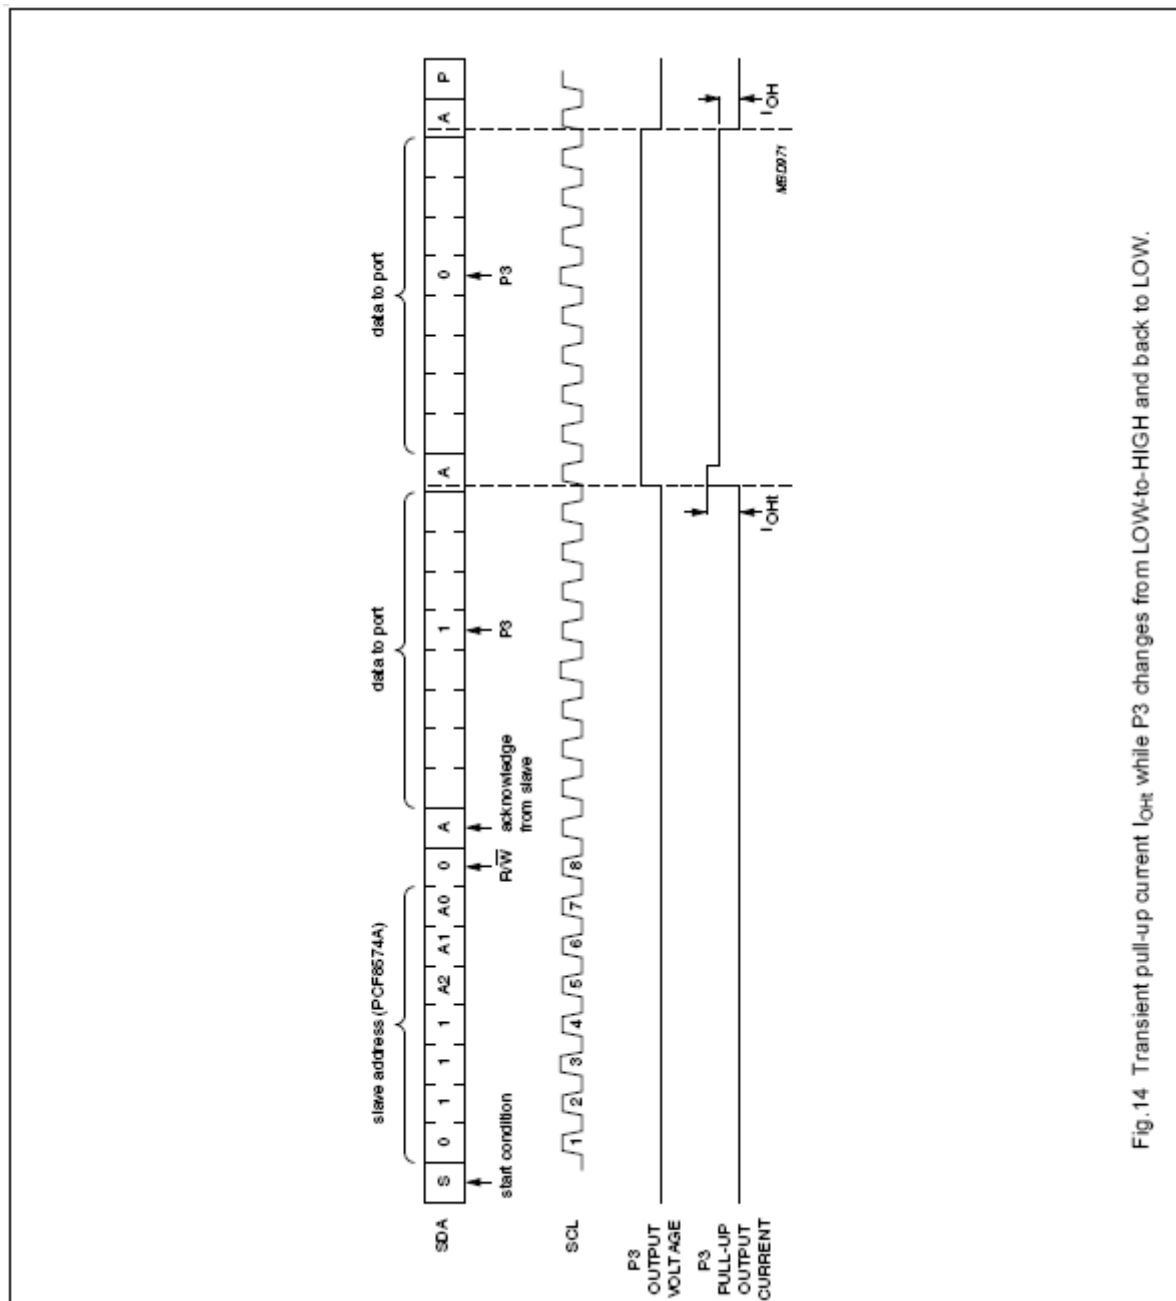 slave address (PCF8574A)
data to port
data to port
SDA
S
0
1
1
1
A2
A1
A0
0
A
1
A
0
A
P
start condition
R/W
acknowledge
from slave
P3
P3
SCL
1
2
3
4
5
6
7
8
P3
OUTPUT
VOLTAGE
P3
PULL-UP
OUTPUT
CURRENT
IOHt
IOH
MBD971
Fig.14 Transient pull-up current IOHt while P3 changes from LOW-to-HIGH and back to LOW.